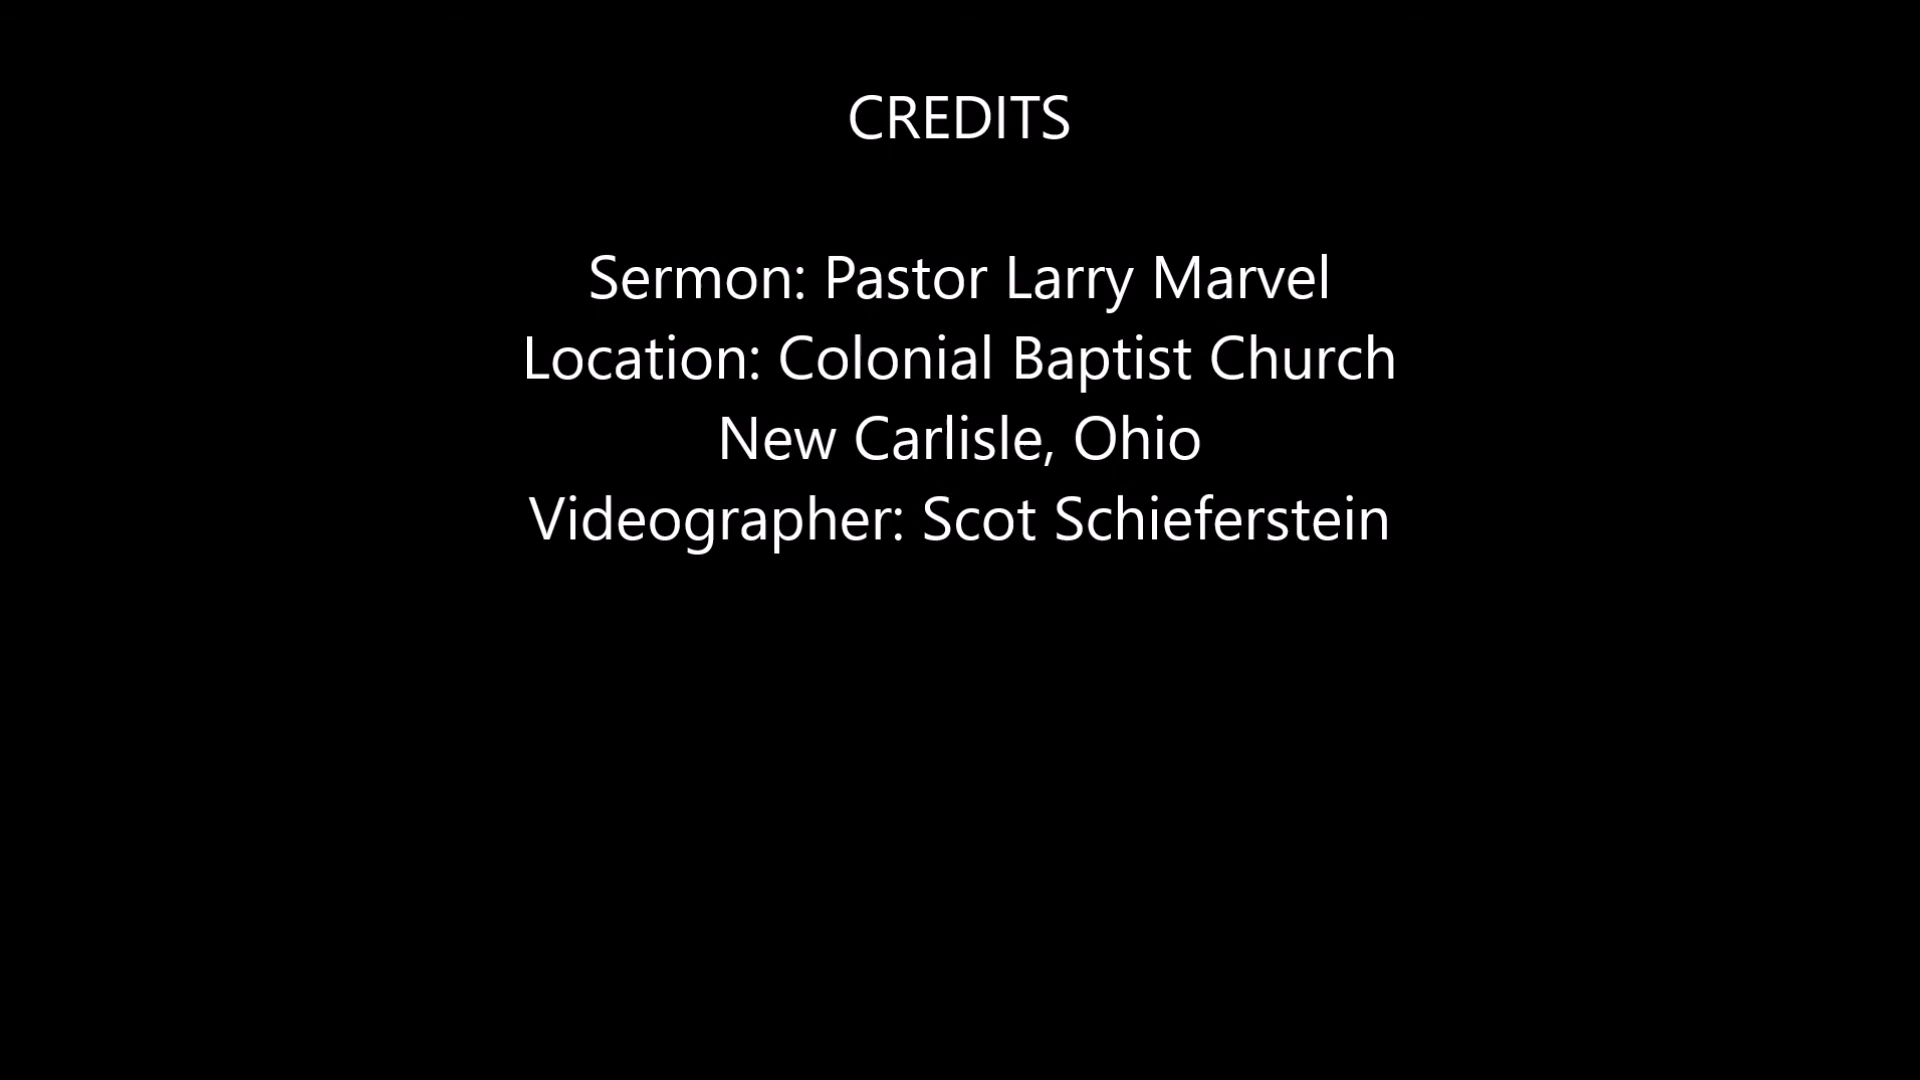 CREDITS
Sermon: Pastor Larry Marvel
Location: Colonial Baptist Church
New Carlisle, Ohio
Videographer: Scot Schieferstein